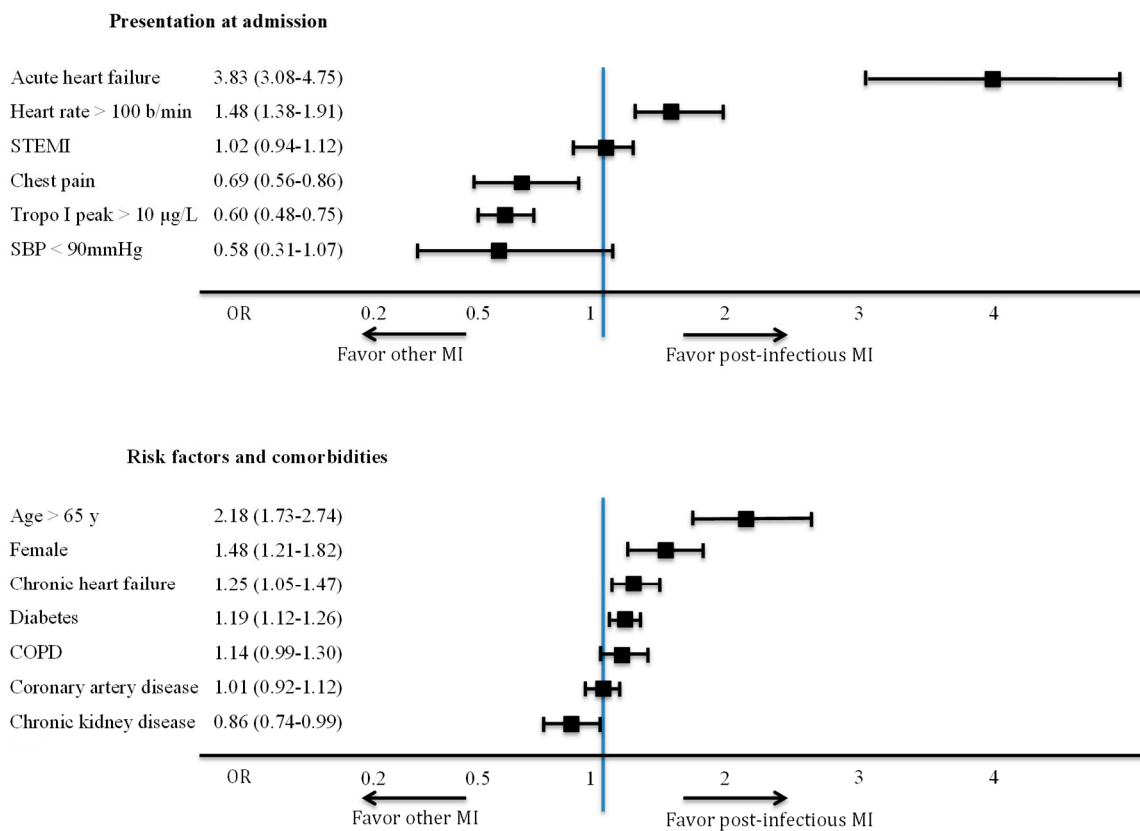 Presentation at admission
Acute heart failure 3.83 (3.08-4.75)
Heart rate > 100 b/min 1.48 (1.38-1.91)
STEMI 1.02 (0.94-1.12)
Chest pain 0.69 (0.56-0.86)
Tropo I peak > 10 µg/L 0.60 (0.48-0.75)
SBP < 90mmHg 0.58 (0.31-1.07)
OR 0.2 0.5 1 2 3 4
Favor other MI Favor post-infectious MI
Risk factors and comorbidities
Age > 65 y 2.18 (1.73-2.74)
Female 1.48 (1.21-1.82)
Chronic heart failure 1.25 (1.05-1.47)
Diabetes 1.19 (1.12-1.26)
COPD 1.14 (0.99-1.30)
Coronary artery disease 1.01 (0.92-1.12)
Chronic kidney disease 0.86 (0.74-0.99)
OR 0.2 0.5 1 2 3 4
Favor other MI Favor post-infectious MI